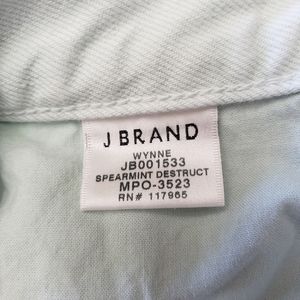 J BRAND
WYNNE
JB001533
SPEARMINT DESTRUCT
MPO-3523
RN# 117965